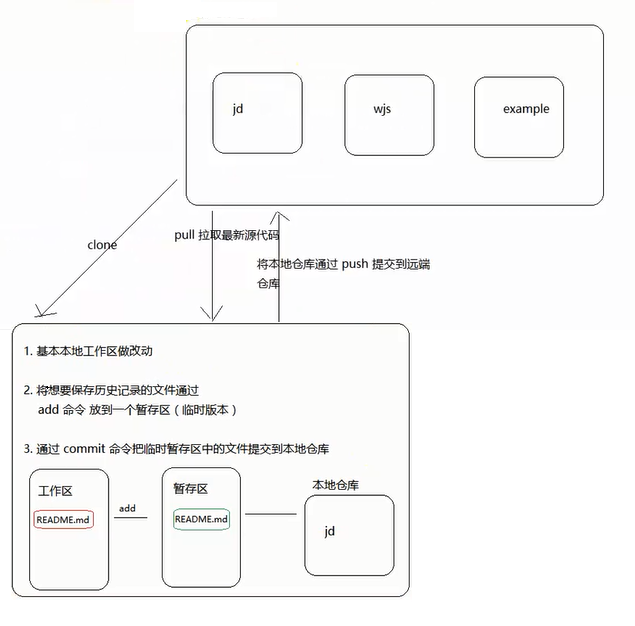 jd
wjs
example
clone
pull 拉取最新源代码
将本地仓库通过 push 提交到远端
仓库
1. 基本本地工作区做改动
2. 将想要保存历史记录的文件通过
add 命令 放到一个暂存区（临时版本）
3. 通过 commit 命令把临时暂存区中的文件提交到本地仓库
工作区
README.md
add
暂存区
README.md
本地仓库
jd